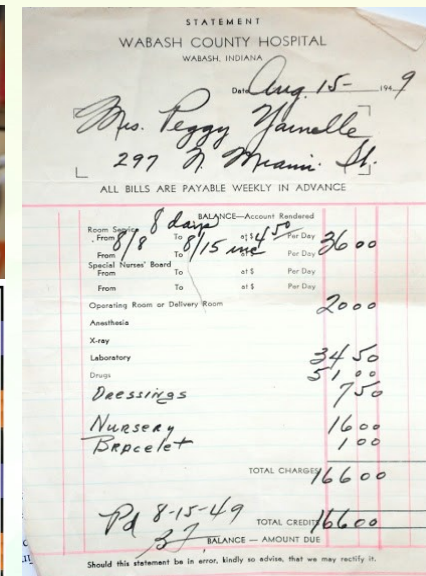 STATEMENT
WABASH COUNTY HOSPITAL
WABASH, INDIANA
Date Aug. 15- 1949
Mrs. Peggy Yarnelle
297 N. Miami St.
ALL BILLS ARE PAYABLE WEEKLY IN ADVANCE
BALANCE—Account Rendered
8 days
Room Service
From 8/8 To 8/15 inc at $ 4.50 Per Day 36 00
From To at $ Per Day
Special Nurses' Board
From To at $ Per Day
From To at $ Per Day
Operating Room or Delivery Room 20 00
Anesthesia
X-ray
Laboratory 34 50
Drugs 51 00
Dressings 7 50
Nursery 16 00
Bracelet 1 00
TOTAL CHARGES 166 00
Pd 8-15-49
TOTAL CREDITS 166 00
BALANCE — AMOUNT DUE
Should this statement be in error, kindly so advise, that we may rectify it.